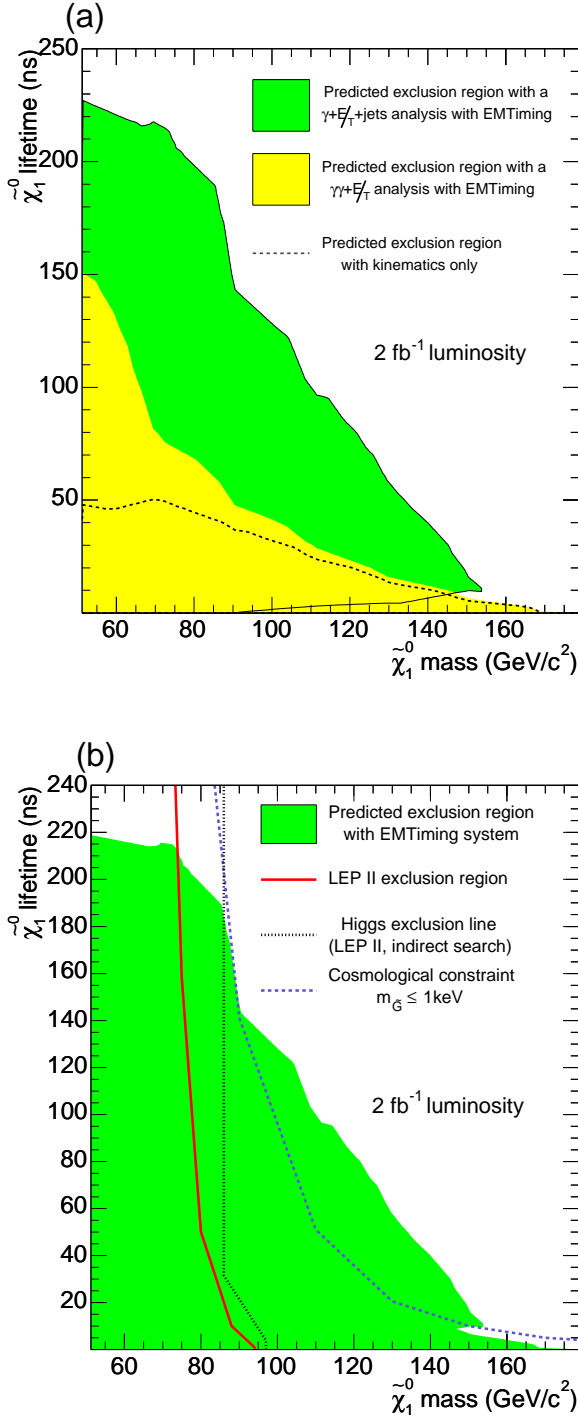 (a)
250
200
150
100
50
χ̃₁⁰ lifetime (ns)
Predicted exclusion region with a
γ+E̸_T+jets analysis with EMTiming
Predicted exclusion region with a
γγ+E̸_T analysis with EMTiming
Predicted exclusion region
with kinematics only
2 fb⁻¹ luminosity
60 80 100 120 140 160
χ̃₁⁰ mass (GeV/c²)
(b)
240
220
200
180
160
140
120
100
80
60
40
20
χ̃₁⁰ lifetime (ns)
Predicted exclusion region
with EMTiming system
LEP II exclusion region
Higgs exclusion line
(LEP II, indirect search)
Cosmological constraint
m_G̃ ≤ 1keV
2 fb⁻¹ luminosity
60 80 100 120 140 160
χ̃₁⁰ mass (GeV/c²)